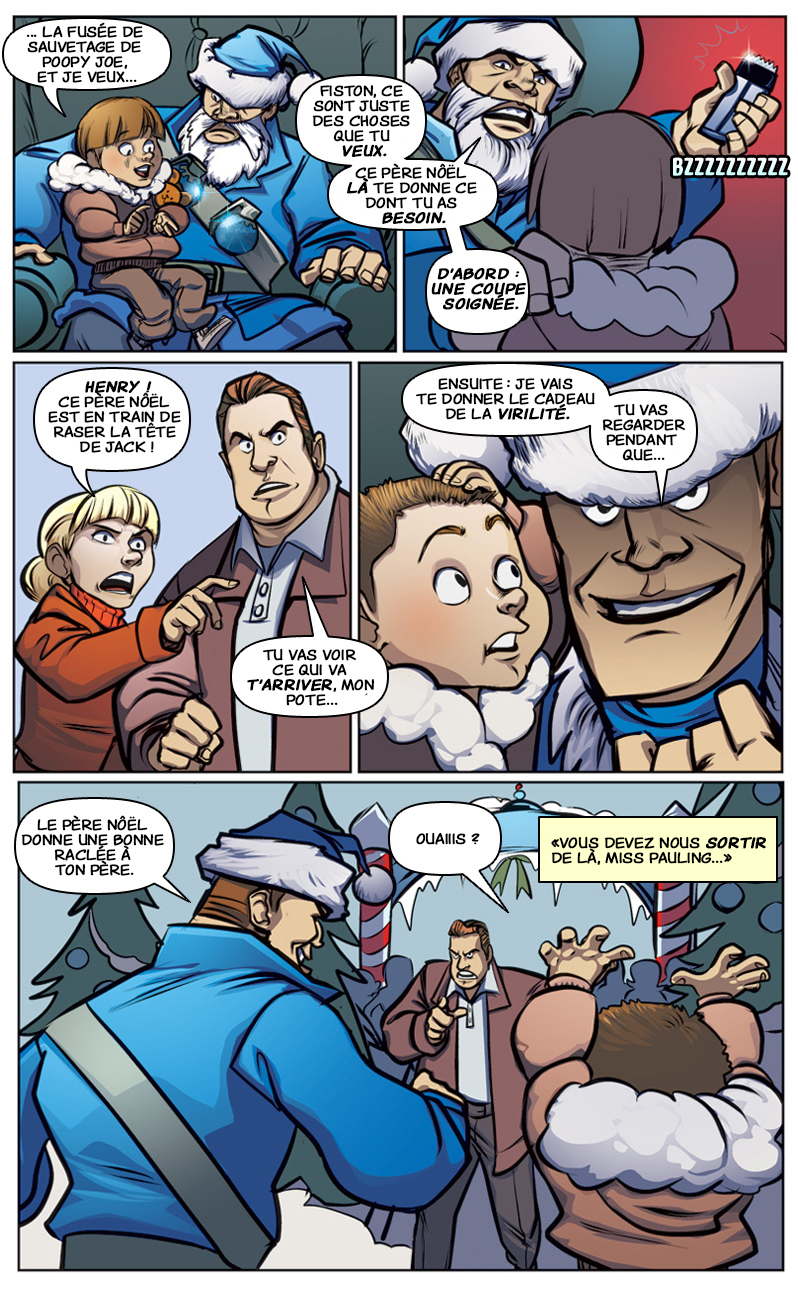 ... LA FUSÉE DE
SAUVETAGE DE
POOPY JOE,
ET JE VEUX...
FISTON, CE
SONT JUSTE
DES CHOSES
QUE TU
VEUX.
CE PÈRE NÖËL
LÀ TE DONNE CE
DONT TU AS
BESOIN.
D'ABORD :
UNE COUPE
SOIGNÉE.
BZZZZZZZZZZZ
HENRY !
CE PÈRE NÖËL
EST EN TRAIN DE
RASER LA TÊTE
DE JACK !
TU VAS VOIR
CE QUI VA
T'ARRIVER, MON
POTE...
ENSUITE : JE VAIS
TE DONNER LE CADEAU
DE LA VIRILITÉ.
TU VAS
REGARDER
PENDANT
QUE...
LE PÈRE NÖËL
DONNE UNE BONNE
RACLÉE À
TON PÈRE.
OUAIIIS ?
«VOUS DEVEZ NOUS SORTIR
DE LÀ, MISS PAULING...»